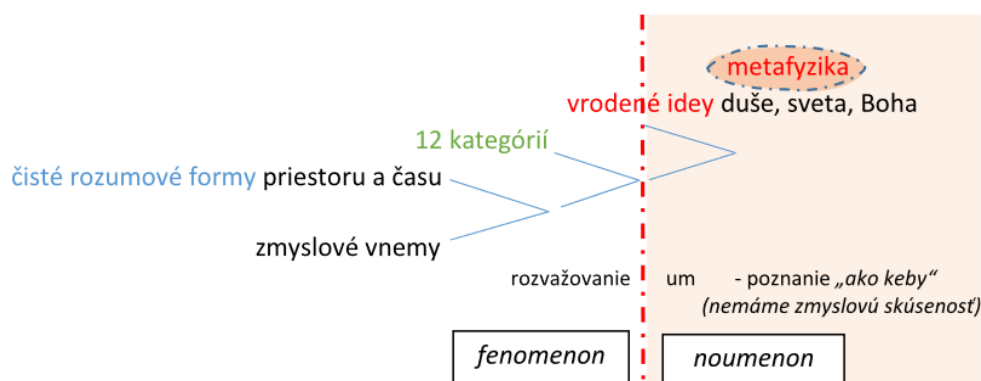 metafyzika
vrodené idey duše, sveta, Boha
12 kategórií
čisté rozumové formy priestoru a času
zmyslové vnemy
rozvažovanie um - poznanie „ako keby“
(nemáme zmyslovú skúsenosť)
fenomenon noumenon